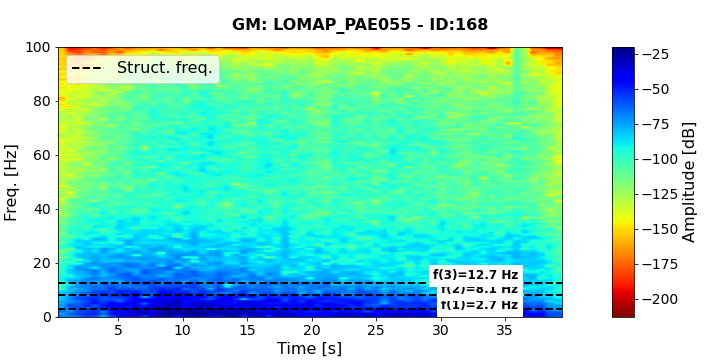 GM: LOMAP_PAE055 - ID:168
Struct. freq.
100
80
60
40
20
0
Freq. [Hz]
f(3)=12.7 Hz
f(2)=8.1 Hz
f(1)=2.7 Hz
5 10 15 20 25 30 35
Time [s]
−25
−50
−75
−100
−125
−150
−175
−200
Amplitude [dB]